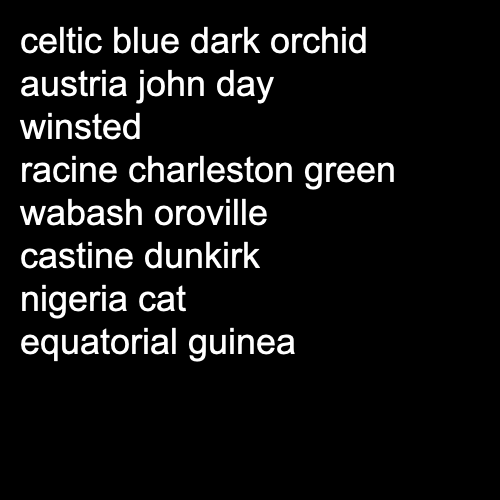 celtic blue dark orchid
austria john day
winsted
racine charleston green
wabash oroville
castine dunkirk
nigeria cat
equatorial guinea